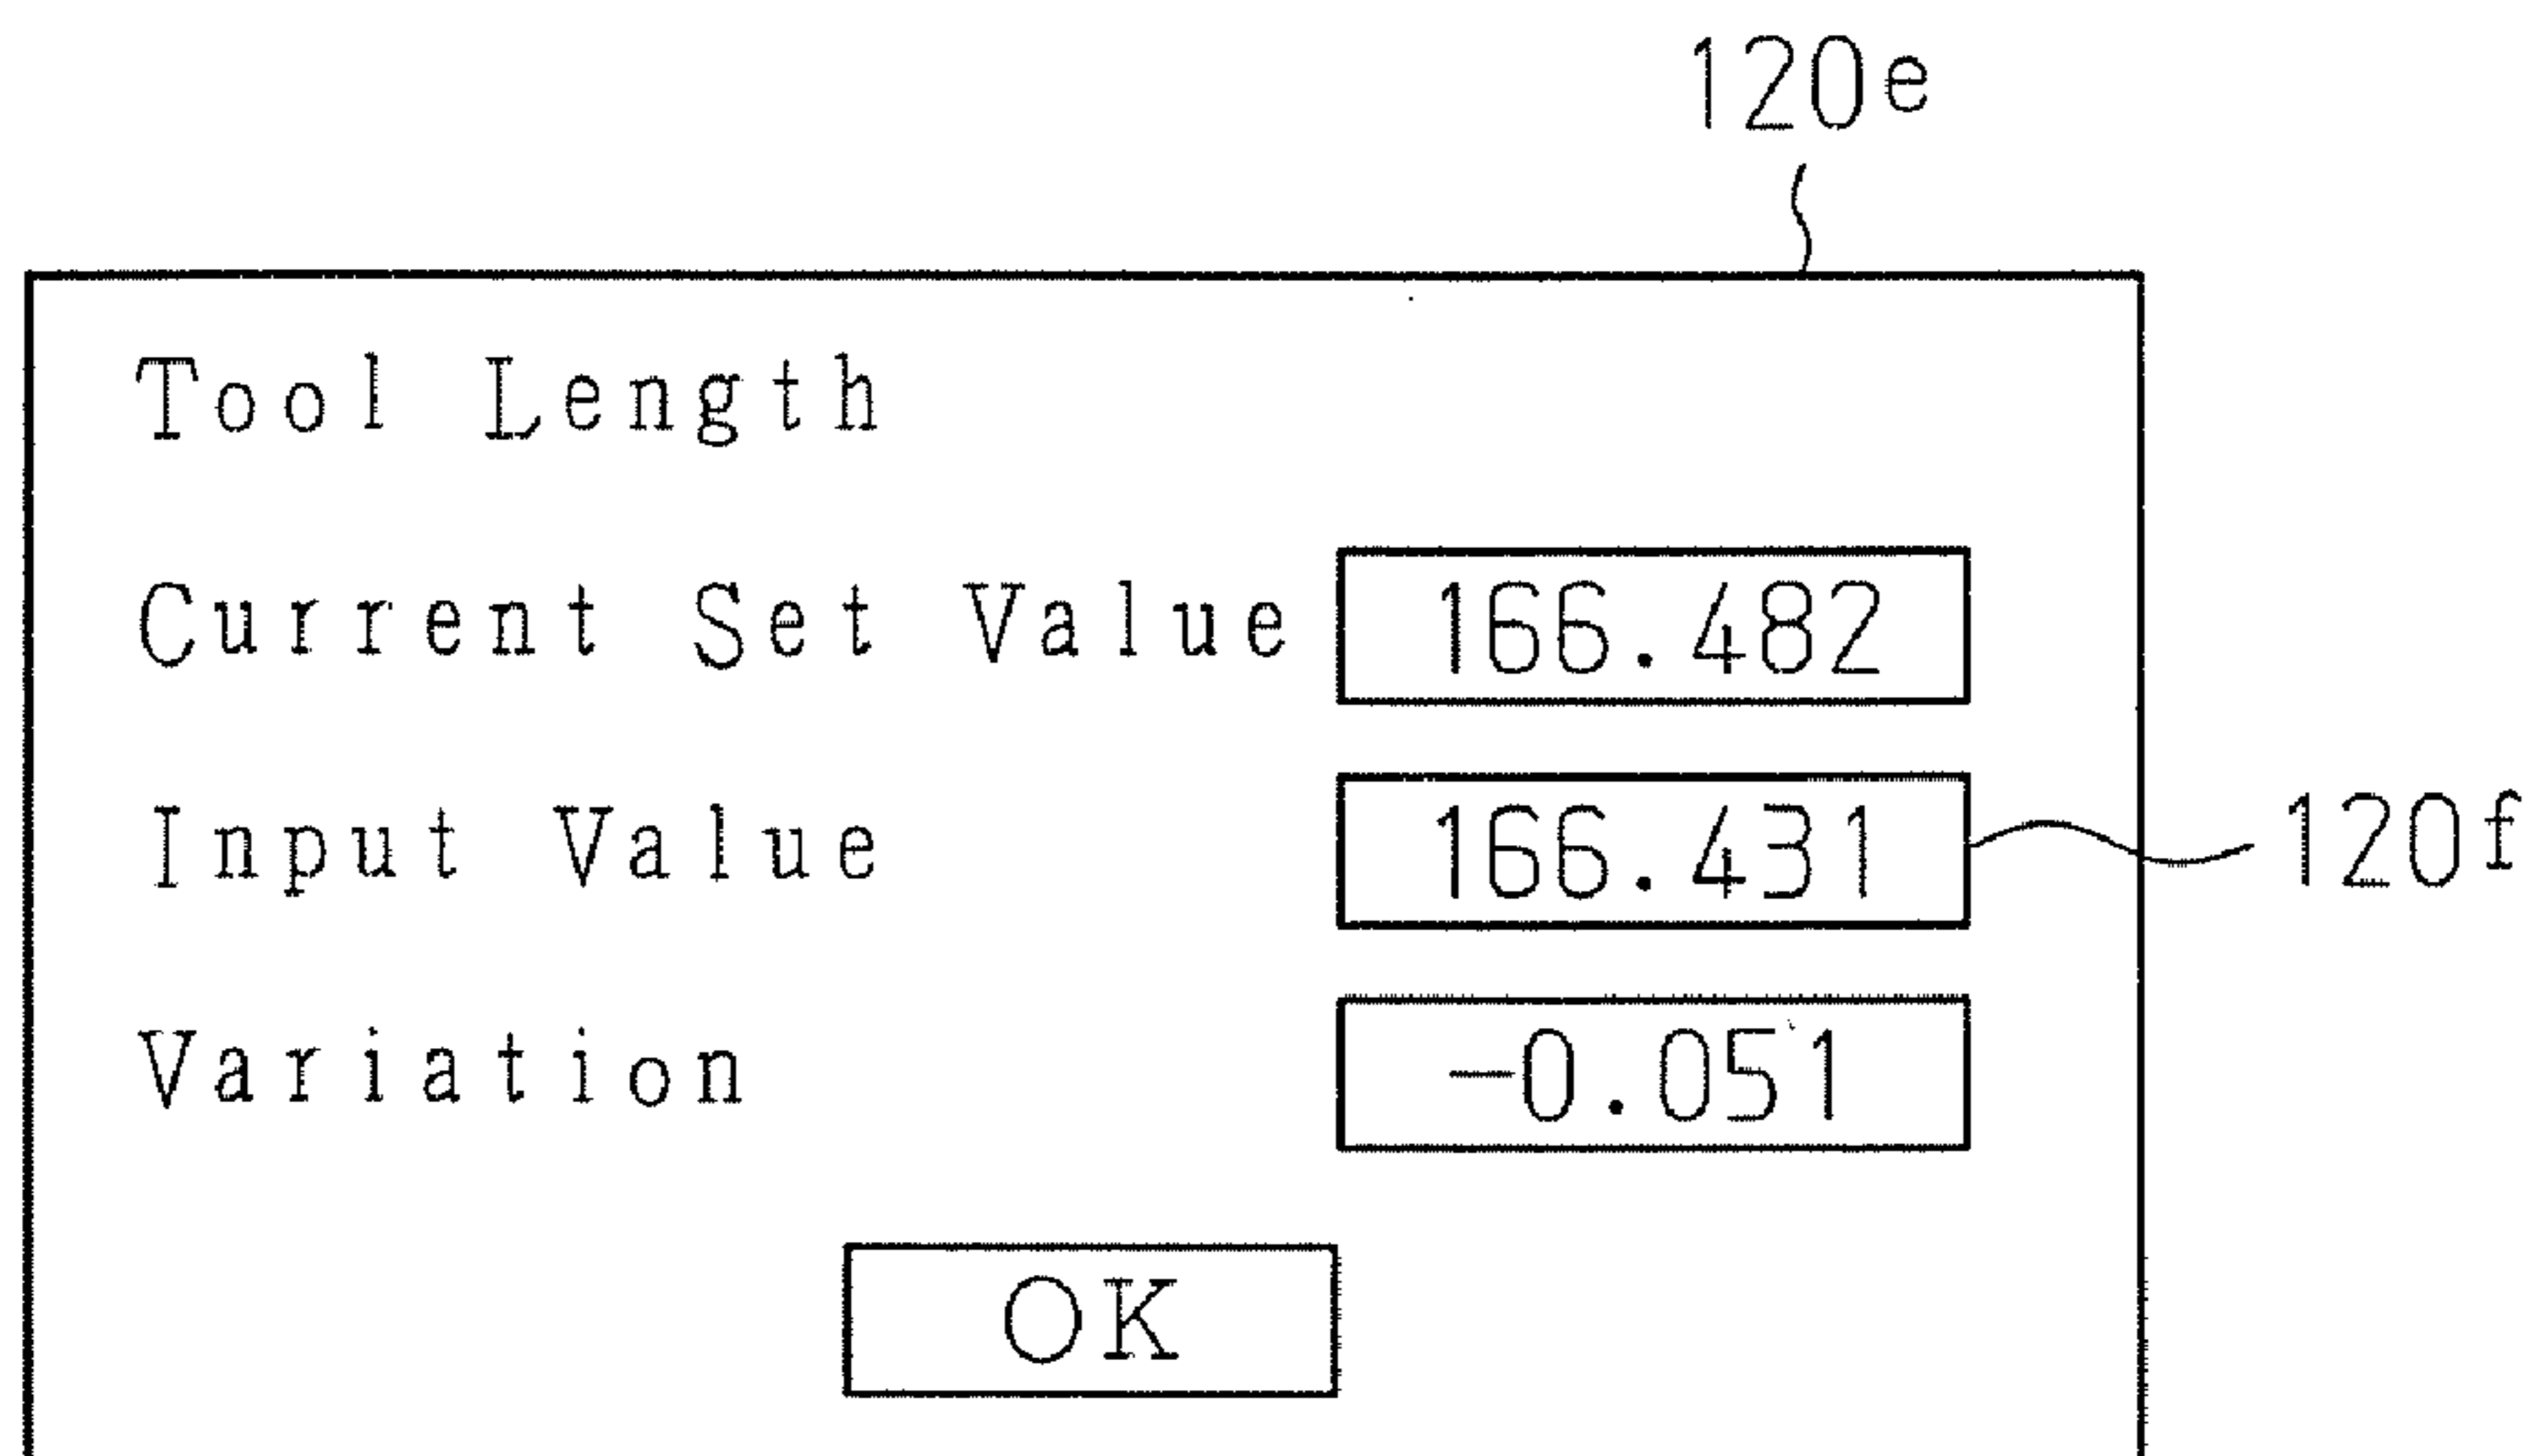 120e
Tool Length
Current Set Value 166.482
Input Value 166.431 120f
Variation -0.051
OK